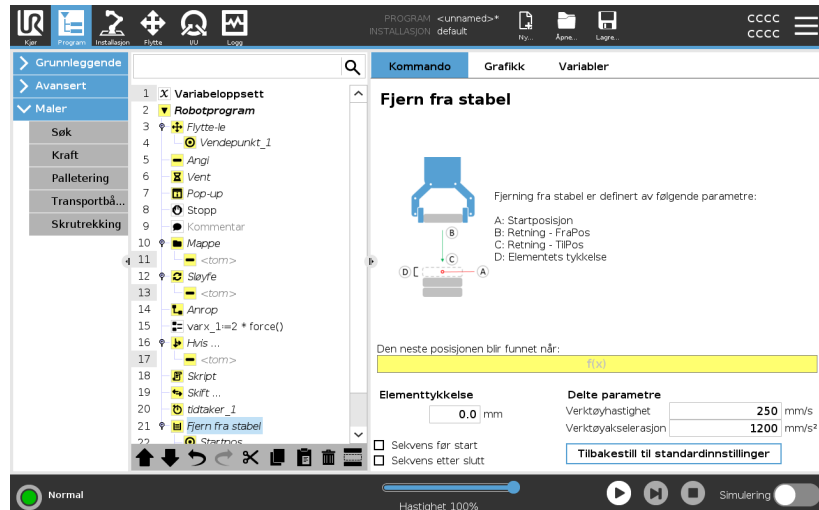 PROGRAM <unnamed>*
INSTALLASJON default
Kjør
Program
Installasjon
Flytte
I/U
Logg
Ny...
Åpne...
Lagre...
CCCC
CCCC
Grunnleggende
Avansert
Maler
Søk
Kraft
Palletering
Transportbå...
Skrutrekking
1 X Variabeloppsett
2 Robotprogram
3 Flytte-le
4 Vendepunkt_1
5 Angi
6 Vent
7 Pop-up
8 Stopp
9 Kommentar
10 Mappe
11 <tom>
12 Sløyfe
13 <tom>
14 Anrop
15 varx_1:=2 * force()
16 Hvis ...
17 <tom>
18 Skript
19 Skift ...
20 tidtaker_1
21 Fjern fra stabel
22 Startpos
Kommando
Grafikk
Variabler
Fjern fra stabel
B
C
D
A
Fjerning fra stabel er definert av følgende parametre:
A: Startposisjon
B: Retning - FraPos
C: Retning - TilPos
D: Elementets tykkelse
Den neste posisjonen blir funnet når:
f(x)
Elementtykkelse
0.0 mm
Sekvens før start
Sekvens etter slutt
Delte parametre
Verktøyhastighet 250 mm/s
Verktøyakselerasjon 1200 mm/s²
Tilbakestill til standardinnstillinger
Normal
Hastighet 100%
Simulering